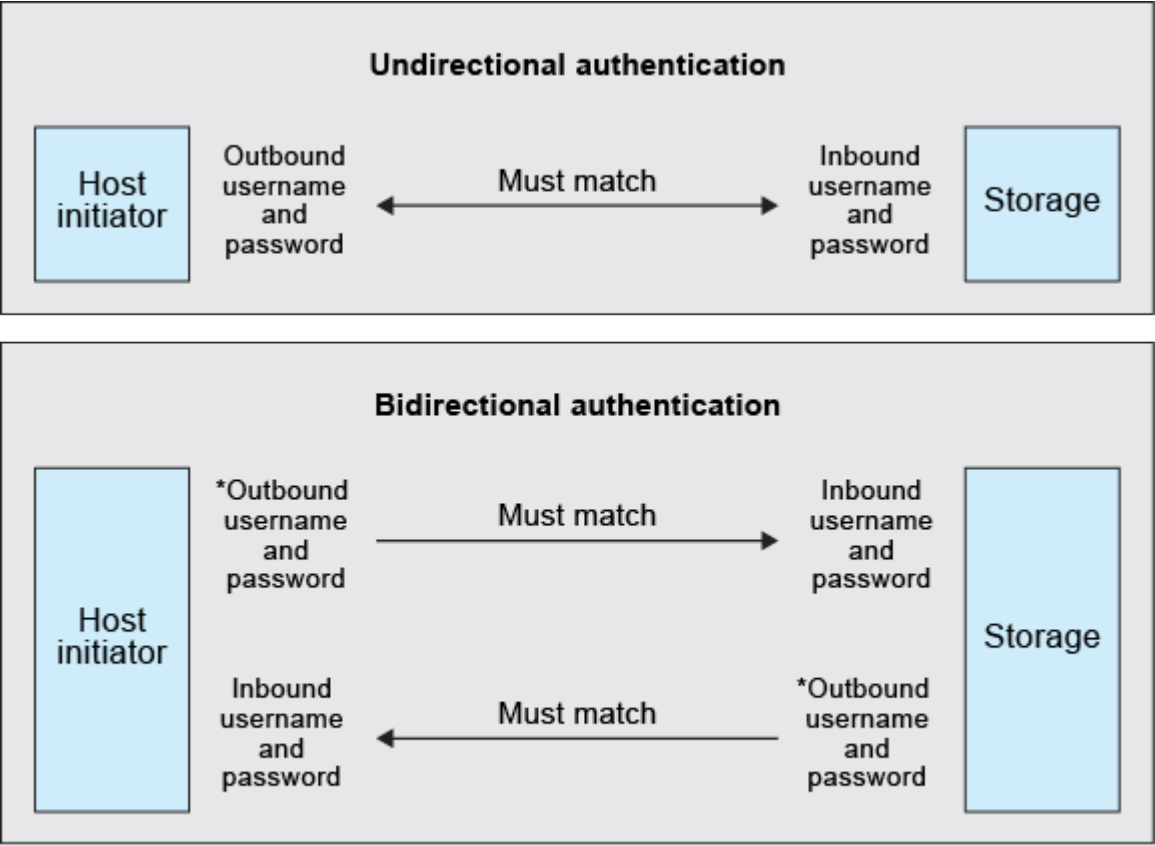 Undirectional authentication
Host
initiator
Outbound
username
and
password
Must match
Inbound
username
and
password
Storage
Bidirectional authentication
Host
initiator
*Outbound
username
and
password
Must match
Inbound
username
and
password
Inbound
username
and
password
Must match
*Outbound
username
and
password
Storage